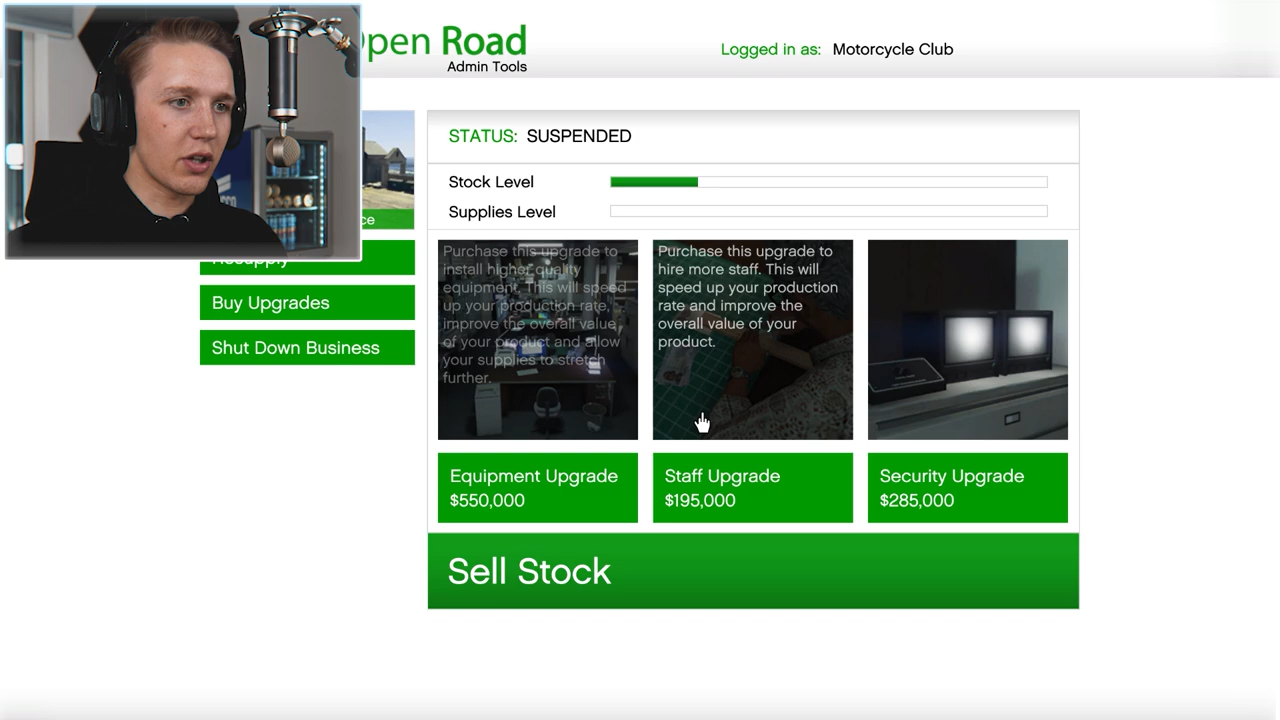 Open Road
Admin Tools
Logged in as: Motorcycle Club
STATUS: SUSPENDED
Stock Level
Supplies Level
Resupply
Buy Upgrades
Shut Down Business
Purchase this upgrade to
install higher quality
equipment. This will speed
up your production rate,
improve the overall value
of your product and allow
your supplies to stretch
further.
Purchase this upgrade to
hire more staff. This will
speed up your production
rate and improve the
overall value of your
product.
Equipment Upgrade
$550,000
Staff Upgrade
$195,000
Security Upgrade
$285,000
Sell Stock